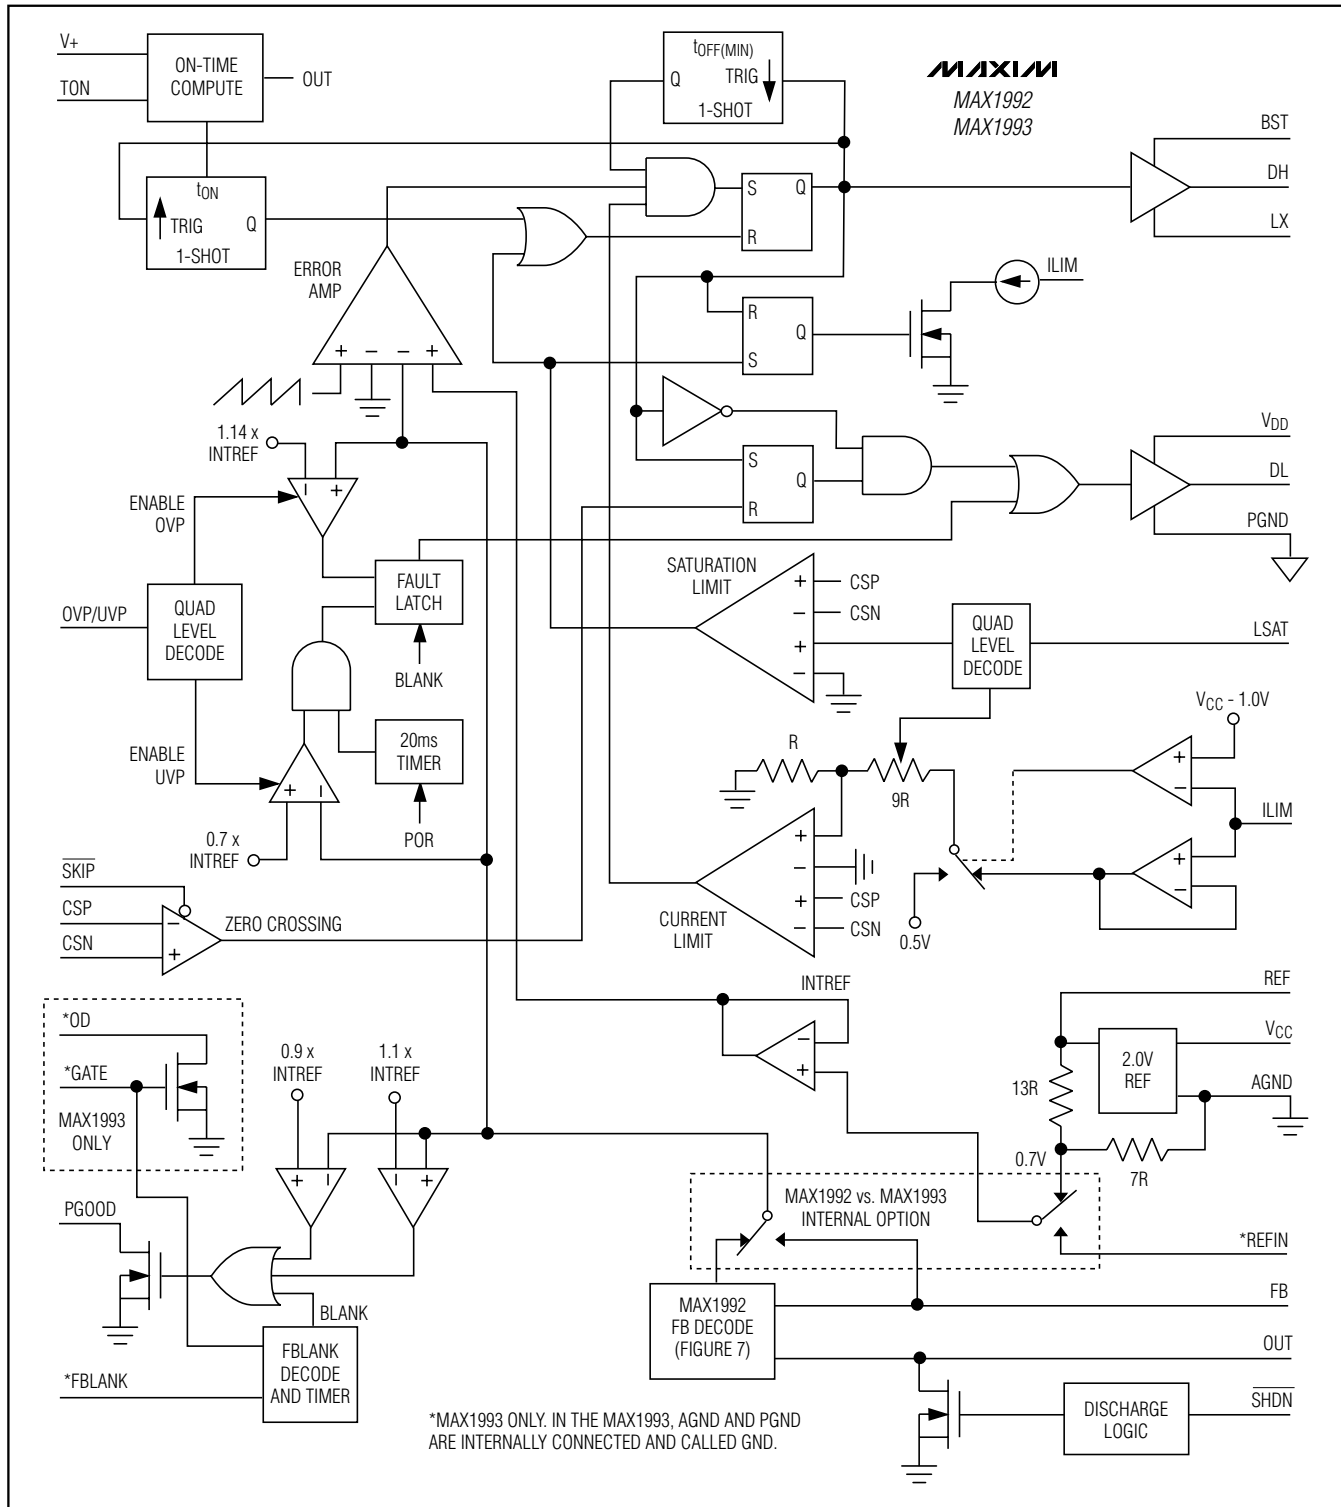 V+
TON
ON-TIME
COMPUTE
OUT
tON
TRIG
Q
1-SHOT
tOFF(MIN)
Q
TRIG
1-SHOT
MAXIM
MAX1992
MAX1993
BST
DH
LX
S
Q
R
ERROR
AMP
+ − − +
R
Q
S
ILIM
1.14 x
INTREF
− +
ENABLE
OVP
S
Q
R
VDD
DL
PGND
OVP/UVP
QUAD
LEVEL
DECODE
FAULT
LATCH
BLANK
SATURATION
LIMIT
+
CSP
−
CSN
+
−
QUAD
LEVEL
DECODE
LSAT
ENABLE
UVP
20ms
TIMER
POR
+ −
0.7 x
INTREF
R
9R
VCC - 1.0V
+
−
ILIM
+
−
0.5V
+
−
+
CSP
−
CSN
CURRENT
LIMIT
SKIP
CSP
−
CSN
+
ZERO CROSSING
INTREF
−
+
REF
VCC
2.0V
REF
AGND
13R
0.7V
7R
*OD
*GATE
MAX1993
ONLY
0.9 x
INTREF
1.1 x
INTREF
+ −
− +
PGOOD
BLANK
FBLANK
DECODE
AND TIMER
*FBLANK
MAX1992 vs. MAX1993
INTERNAL OPTION
*REFIN
MAX1992
FB DECODE
(FIGURE 7)
FB
OUT
DISCHARGE
LOGIC
SHDN
*MAX1993 ONLY. IN THE MAX1993, AGND AND PGND
ARE INTERNALLY CONNECTED AND CALLED GND.